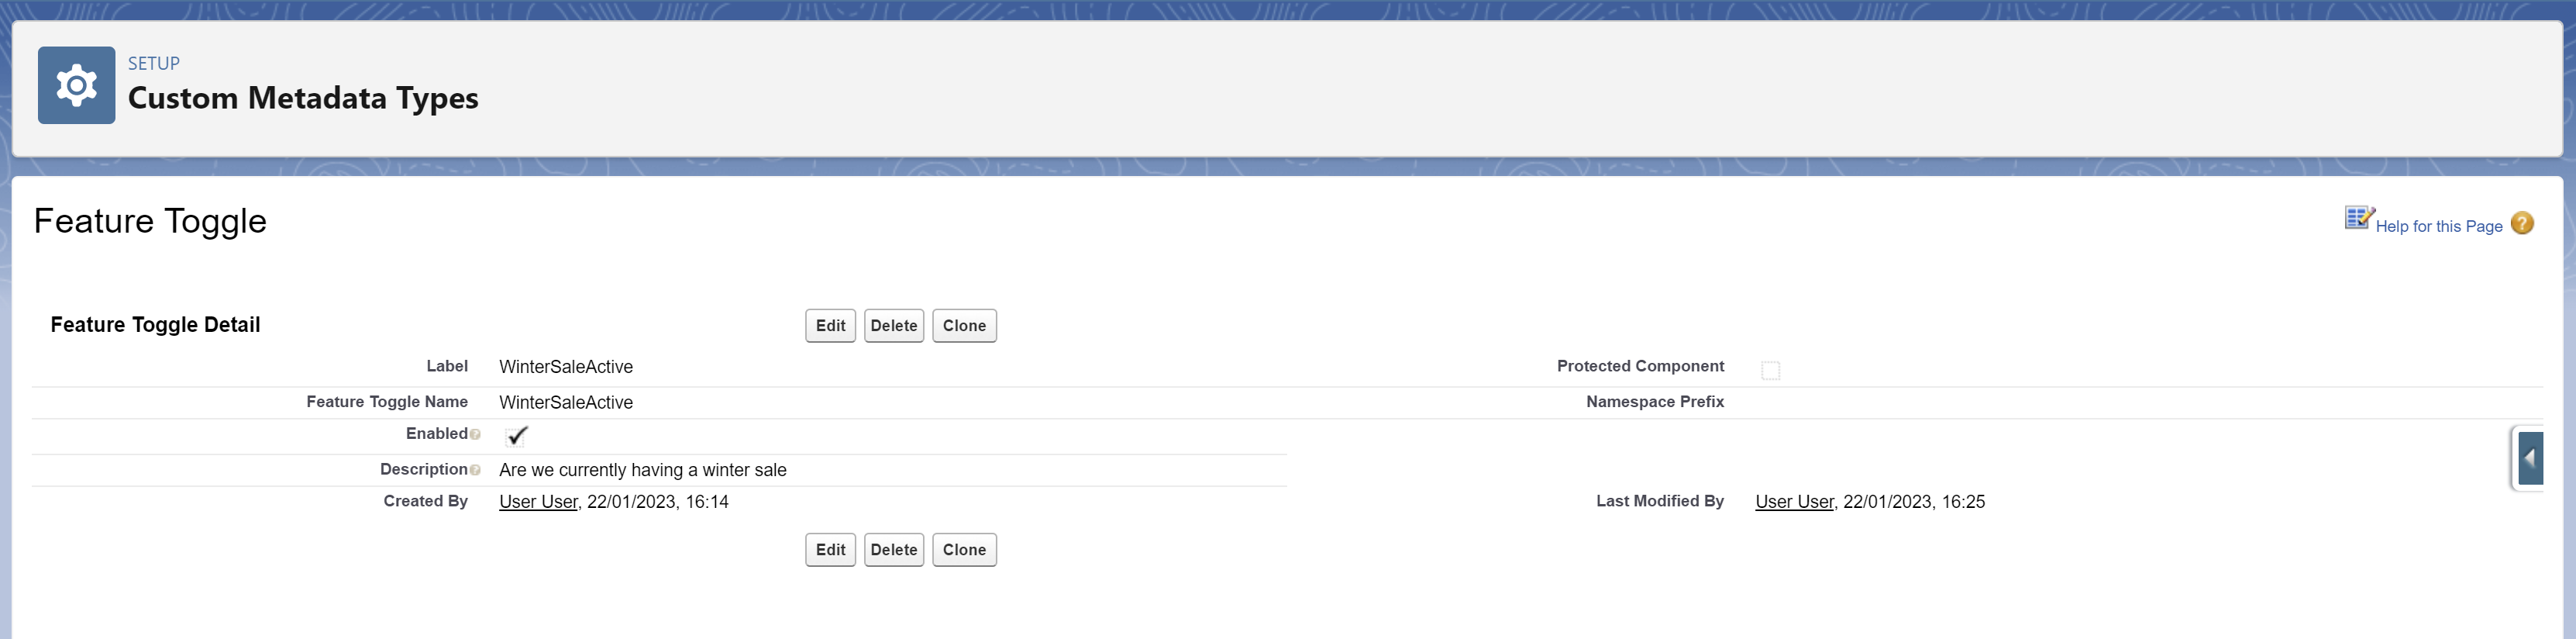 SETUP
Custom Metadata Types
Feature Toggle
Help for this Page ?
Feature Toggle Detail
Edit Delete Clone
Label WinterSaleActive Protected Component
Feature Toggle Name WinterSaleActive Namespace Prefix
Enabled ?
Description ? Are we currently having a winter sale
Created By User User, 22/01/2023, 16:14 Last Modified By User User, 22/01/2023, 16:25
Edit Delete Clone